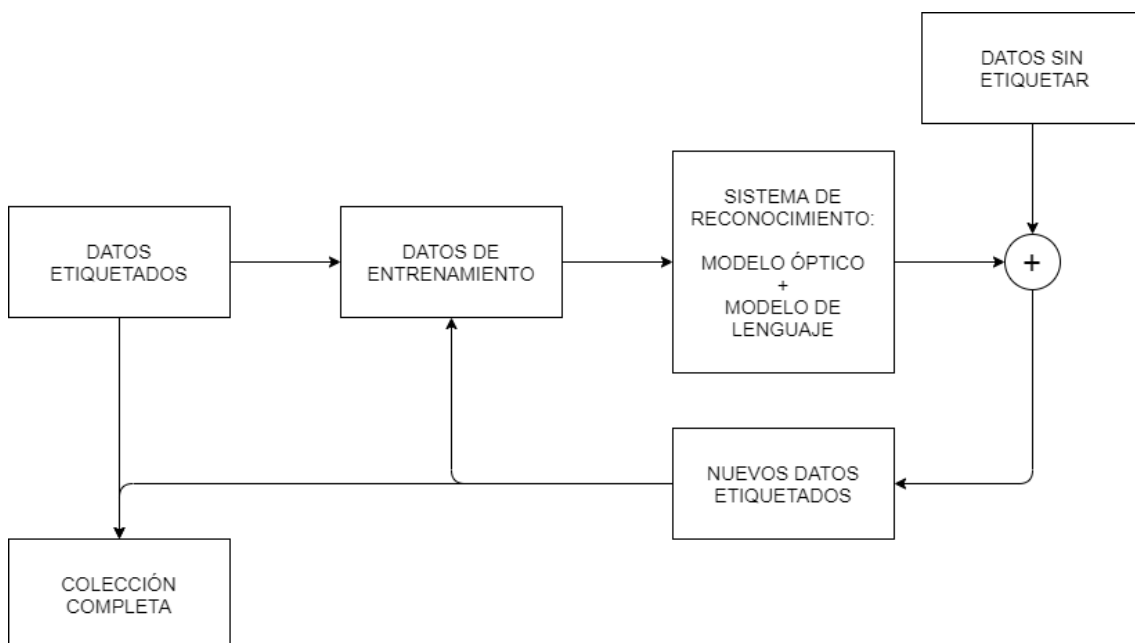 DATOS SIN
ETIQUETAR
SISTEMA DE
RECONOCIMIENTO:
MODELO ÓPTICO
+
MODELO DE
LENGUAJE
DATOS
ETIQUETADOS
DATOS DE
ENTRENAMIENTO
+
NUEVOS DATOS
ETIQUETADOS
COLECCIÓN
COMPLETA